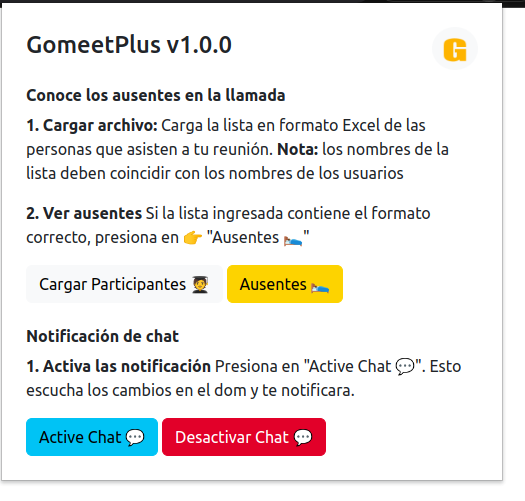 GomeetPlus v1.0.0
G
Conoce los ausentes en la llamada
1. Cargar archivo: Carga la lista en formato Excel de las
personas que asisten a tu reunión. Nota: los nombres de la
lista deben coincidir con los nombres de los usuarios
2. Ver ausentes Si la lista ingresada contiene el formato
correcto, presiona en 👉 "Ausentes 🛌"
Cargar Participantes 🧑‍🎓 Ausentes 🛌
Notificación de chat
1. Activa las notificación Presiona en "Active Chat 💬". Esto
escucha los cambios en el dom y te notificara.
Active Chat 💬 Desactivar Chat 💬